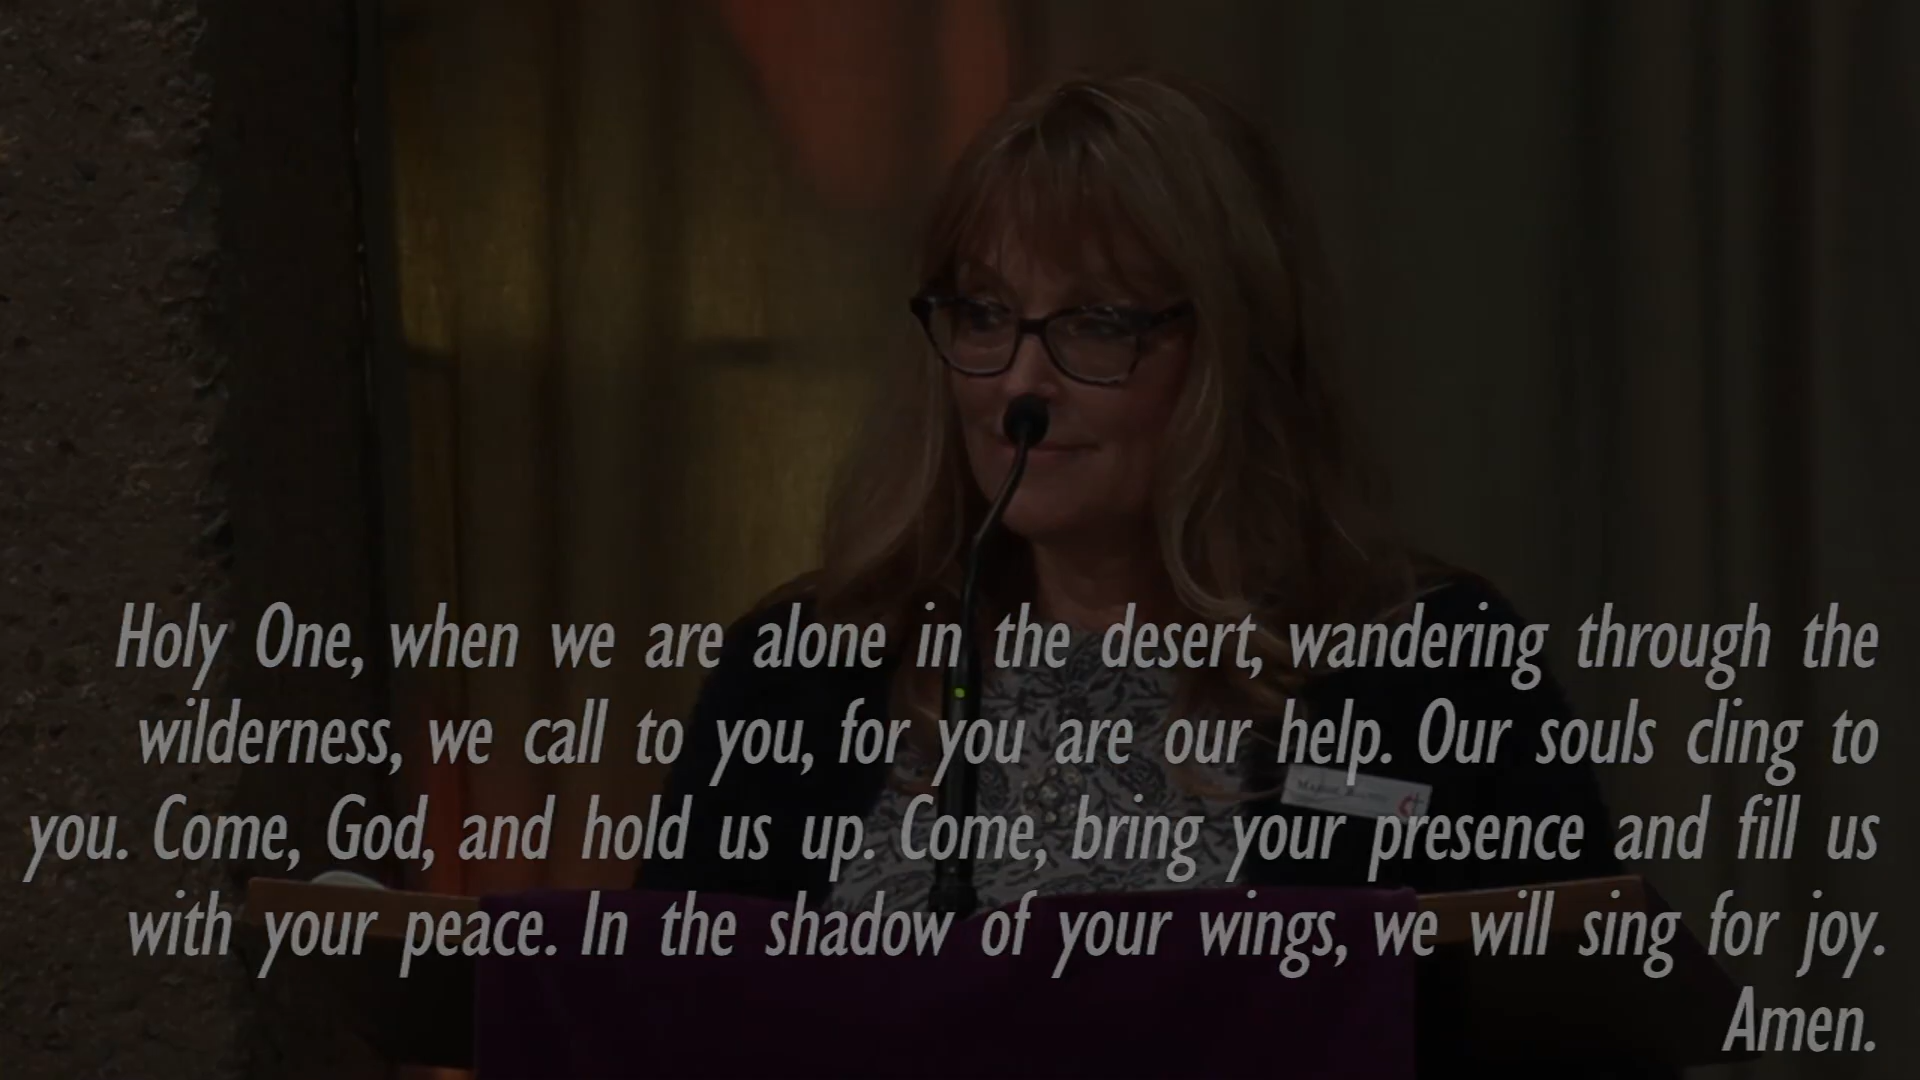 Holy One, when we are alone in the desert, wandering through the
wilderness, we call to you, for you are our help. Our souls cling to
you. Come, God, and hold us up. Come, bring your presence and fill us
with your peace. In the shadow of your wings, we will sing for joy.
Amen.